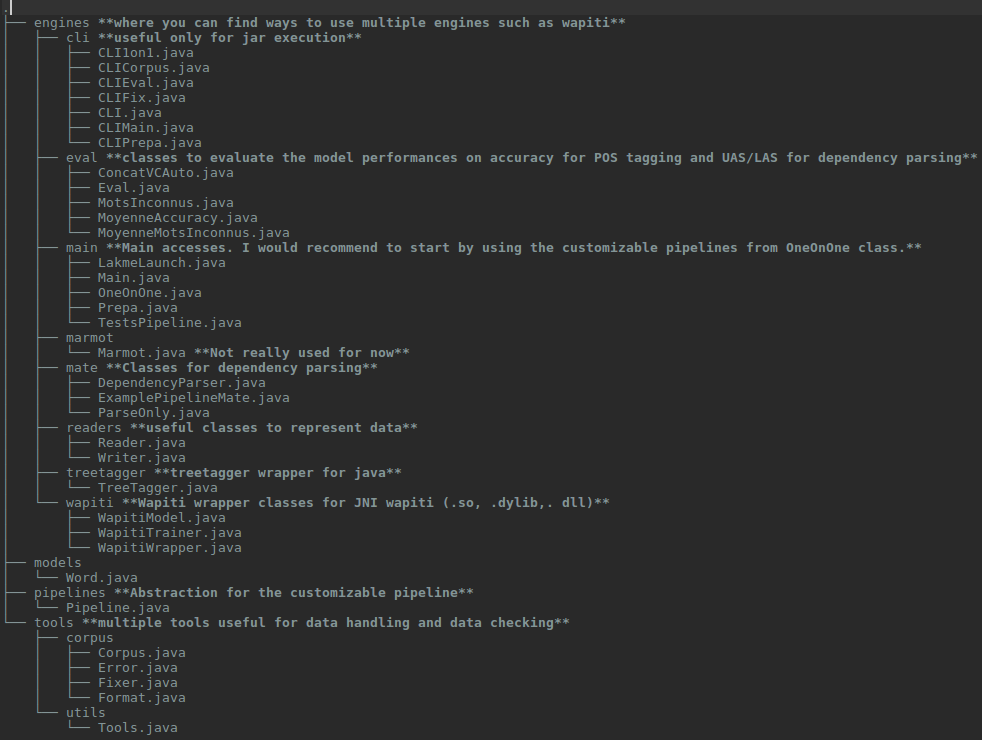 .
├── engines **where you can find ways to use multiple engines such as wapiti**
│   ├── cli **useful only for jar execution**
│   │   ├── CLI1on1.java
│   │   ├── CLICorpus.java
│   │   ├── CLIEval.java
│   │   ├── CLIFix.java
│   │   ├── CLI.java
│   │   ├── CLIMain.java
│   │   └── CLIPrepa.java
│   ├── eval **classes to evaluate the model performances on accuracy for POS tagging and UAS/LAS for dependency parsing**
│   │   ├── ConcatVCAuto.java
│   │   ├── Eval.java
│   │   ├── MotsInconnus.java
│   │   ├── MoyenneAccuracy.java
│   │   └── MoyenneMotsInconnus.java
│   ├── main **Main accesses. I would recommend to start by using the customizable pipelines from OneOnOne class.**
│   │   ├── LakmeLaunch.java
│   │   ├── Main.java
│   │   ├── OneOnOne.java
│   │   ├── Prepa.java
│   │   └── TestsPipeline.java
│   ├── marmot
│   │   └── Marmot.java **Not really used for now**
│   ├── mate **Classes for dependency parsing**
│   │   ├── DependencyParser.java
│   │   ├── ExamplePipelineMate.java
│   │   └── ParseOnly.java
│   ├── readers **useful classes to represent data**
│   │   ├── Reader.java
│   │   └── Writer.java
│   ├── treetagger **treetagger wrapper for java**
│   │   └── TreeTagger.java
│   └── wapiti **Wapiti wrapper classes for JNI wapiti (.so, .dylib,. dll)**
│       ├── WapitiModel.java
│       ├── WapitiTrainer.java
│       └── WapitiWrapper.java
├── models
│   └── Word.java
├── pipelines **Abstraction for the customizable pipeline**
│   └── Pipeline.java
└── tools **multiple tools useful for data handling and data checking**
    ├── corpus
    │   ├── Corpus.java
    │   ├── Error.java
    │   ├── Fixer.java
    │   └── Format.java
    └── utils
        └── Tools.java